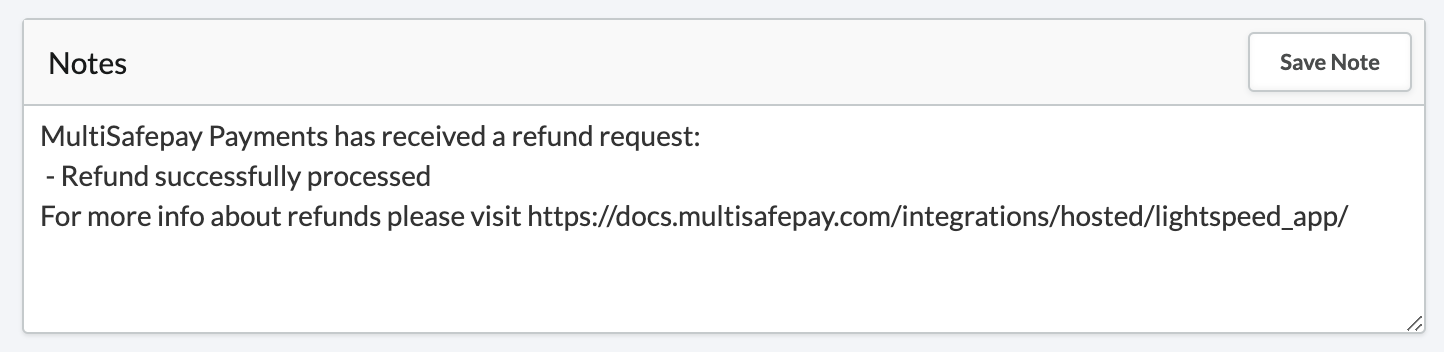 Notes
Save Note
MultiSafepay Payments has received a refund request:
- Refund successfully processed
For more info about refunds please visit https://docs.multisafepay.com/integrations/hosted/lightspeed_app/